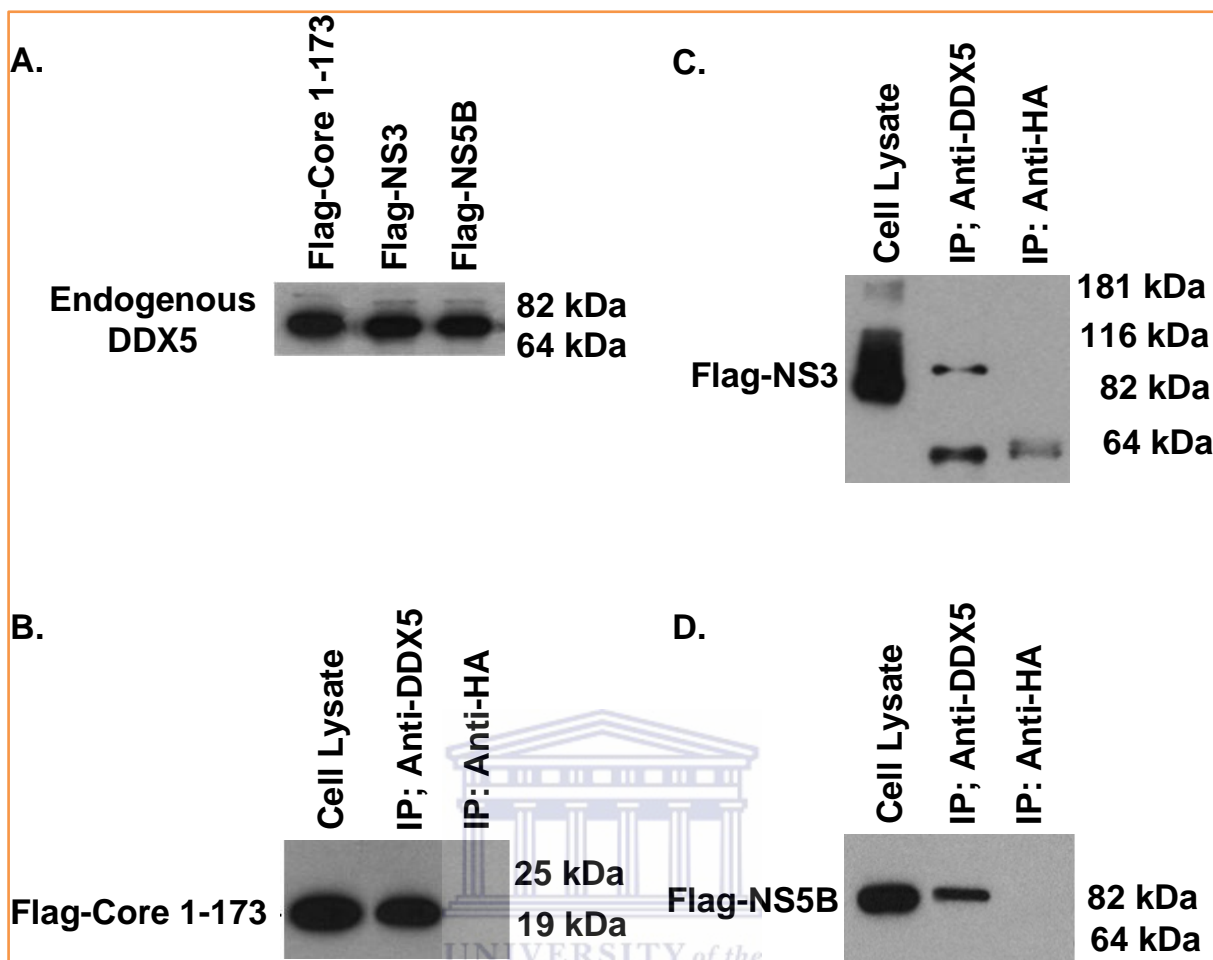 A.
Flag-Core 1-173
Flag-NS3
Flag-NS5B
Endogenous
DDX5
82 kDa
64 kDa
C.
Cell Lysate
IP; Anti-DDX5
IP: Anti-HA
Flag-NS3
181 kDa
116 kDa
82 kDa
64 kDa
B.
Cell Lysate
IP; Anti-DDX5
IP: Anti-HA
Flag-Core 1-173
25 kDa
19 kDa
D.
Cell Lysate
IP; Anti-DDX5
IP: Anti-HA
Flag-NS5B
82 kDa
64 kDa
UNIVERSITY of the